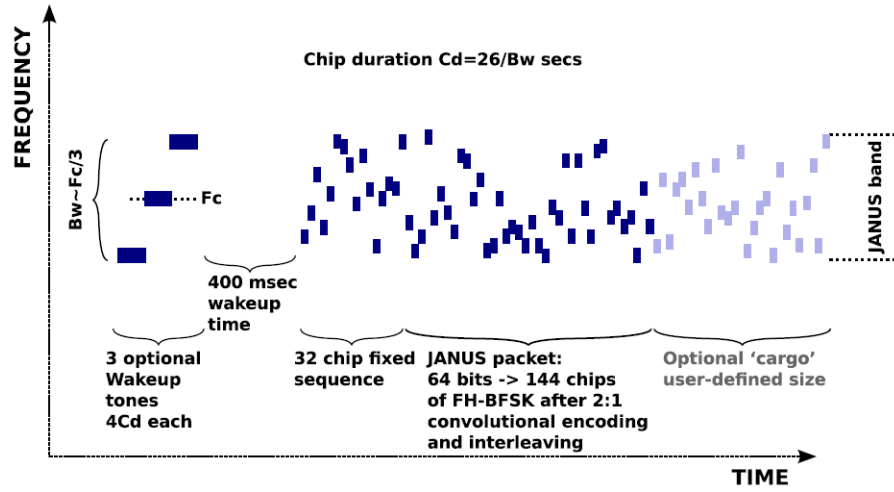 FREQUENCY
Chip duration Cd=26/Bw secs
Bw~Fc/3
Fc
JANUS band
400 msec
wakeup
time
3 optional
Wakeup
tones
4Cd each
32 chip fixed
sequence
JANUS packet:
64 bits -> 144 chips
of FH-BFSK after 2:1
convolutional encoding
and interleaving
Optional ‘cargo’
user-defined size
TIME